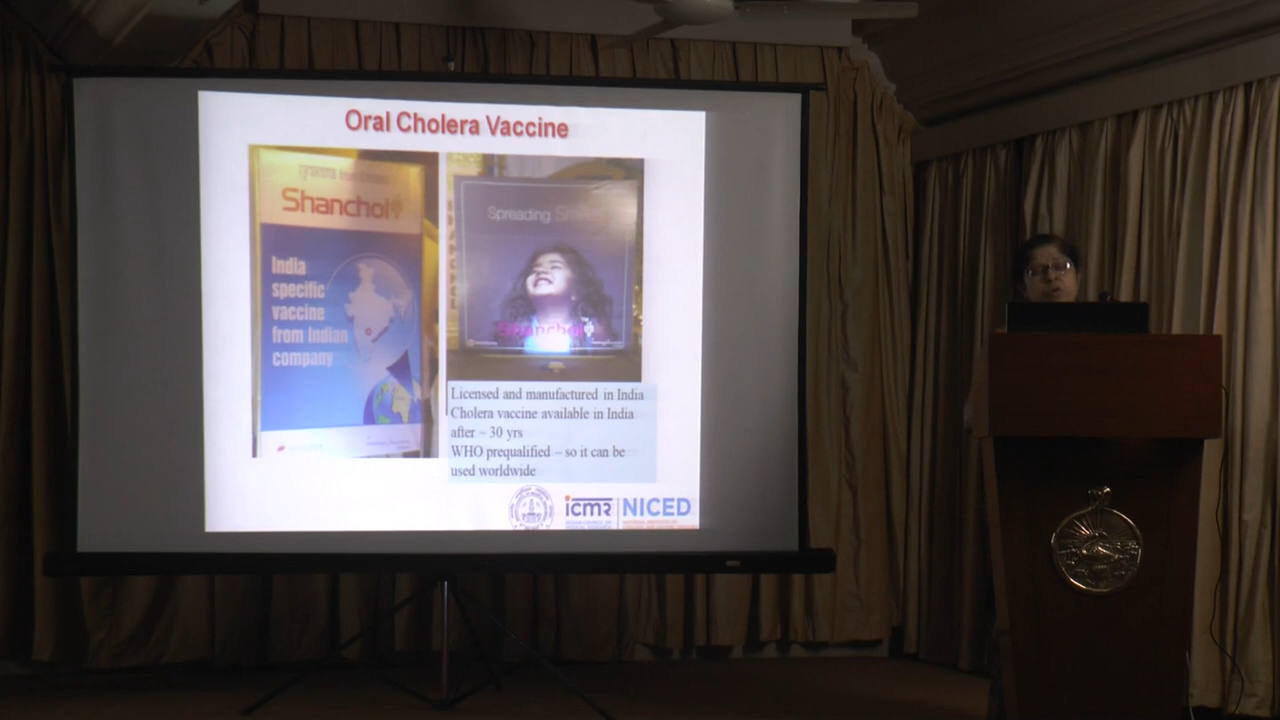 Oral Cholera Vaccine
Shanchol
India
specific
vaccine
from Indian
company
Spreading
Shanchol
Licensed and manufactured in India
Cholera vaccine available in India
after ~ 30 yrs
WHO prequalified – so it can be
used worldwide
icmr NICED